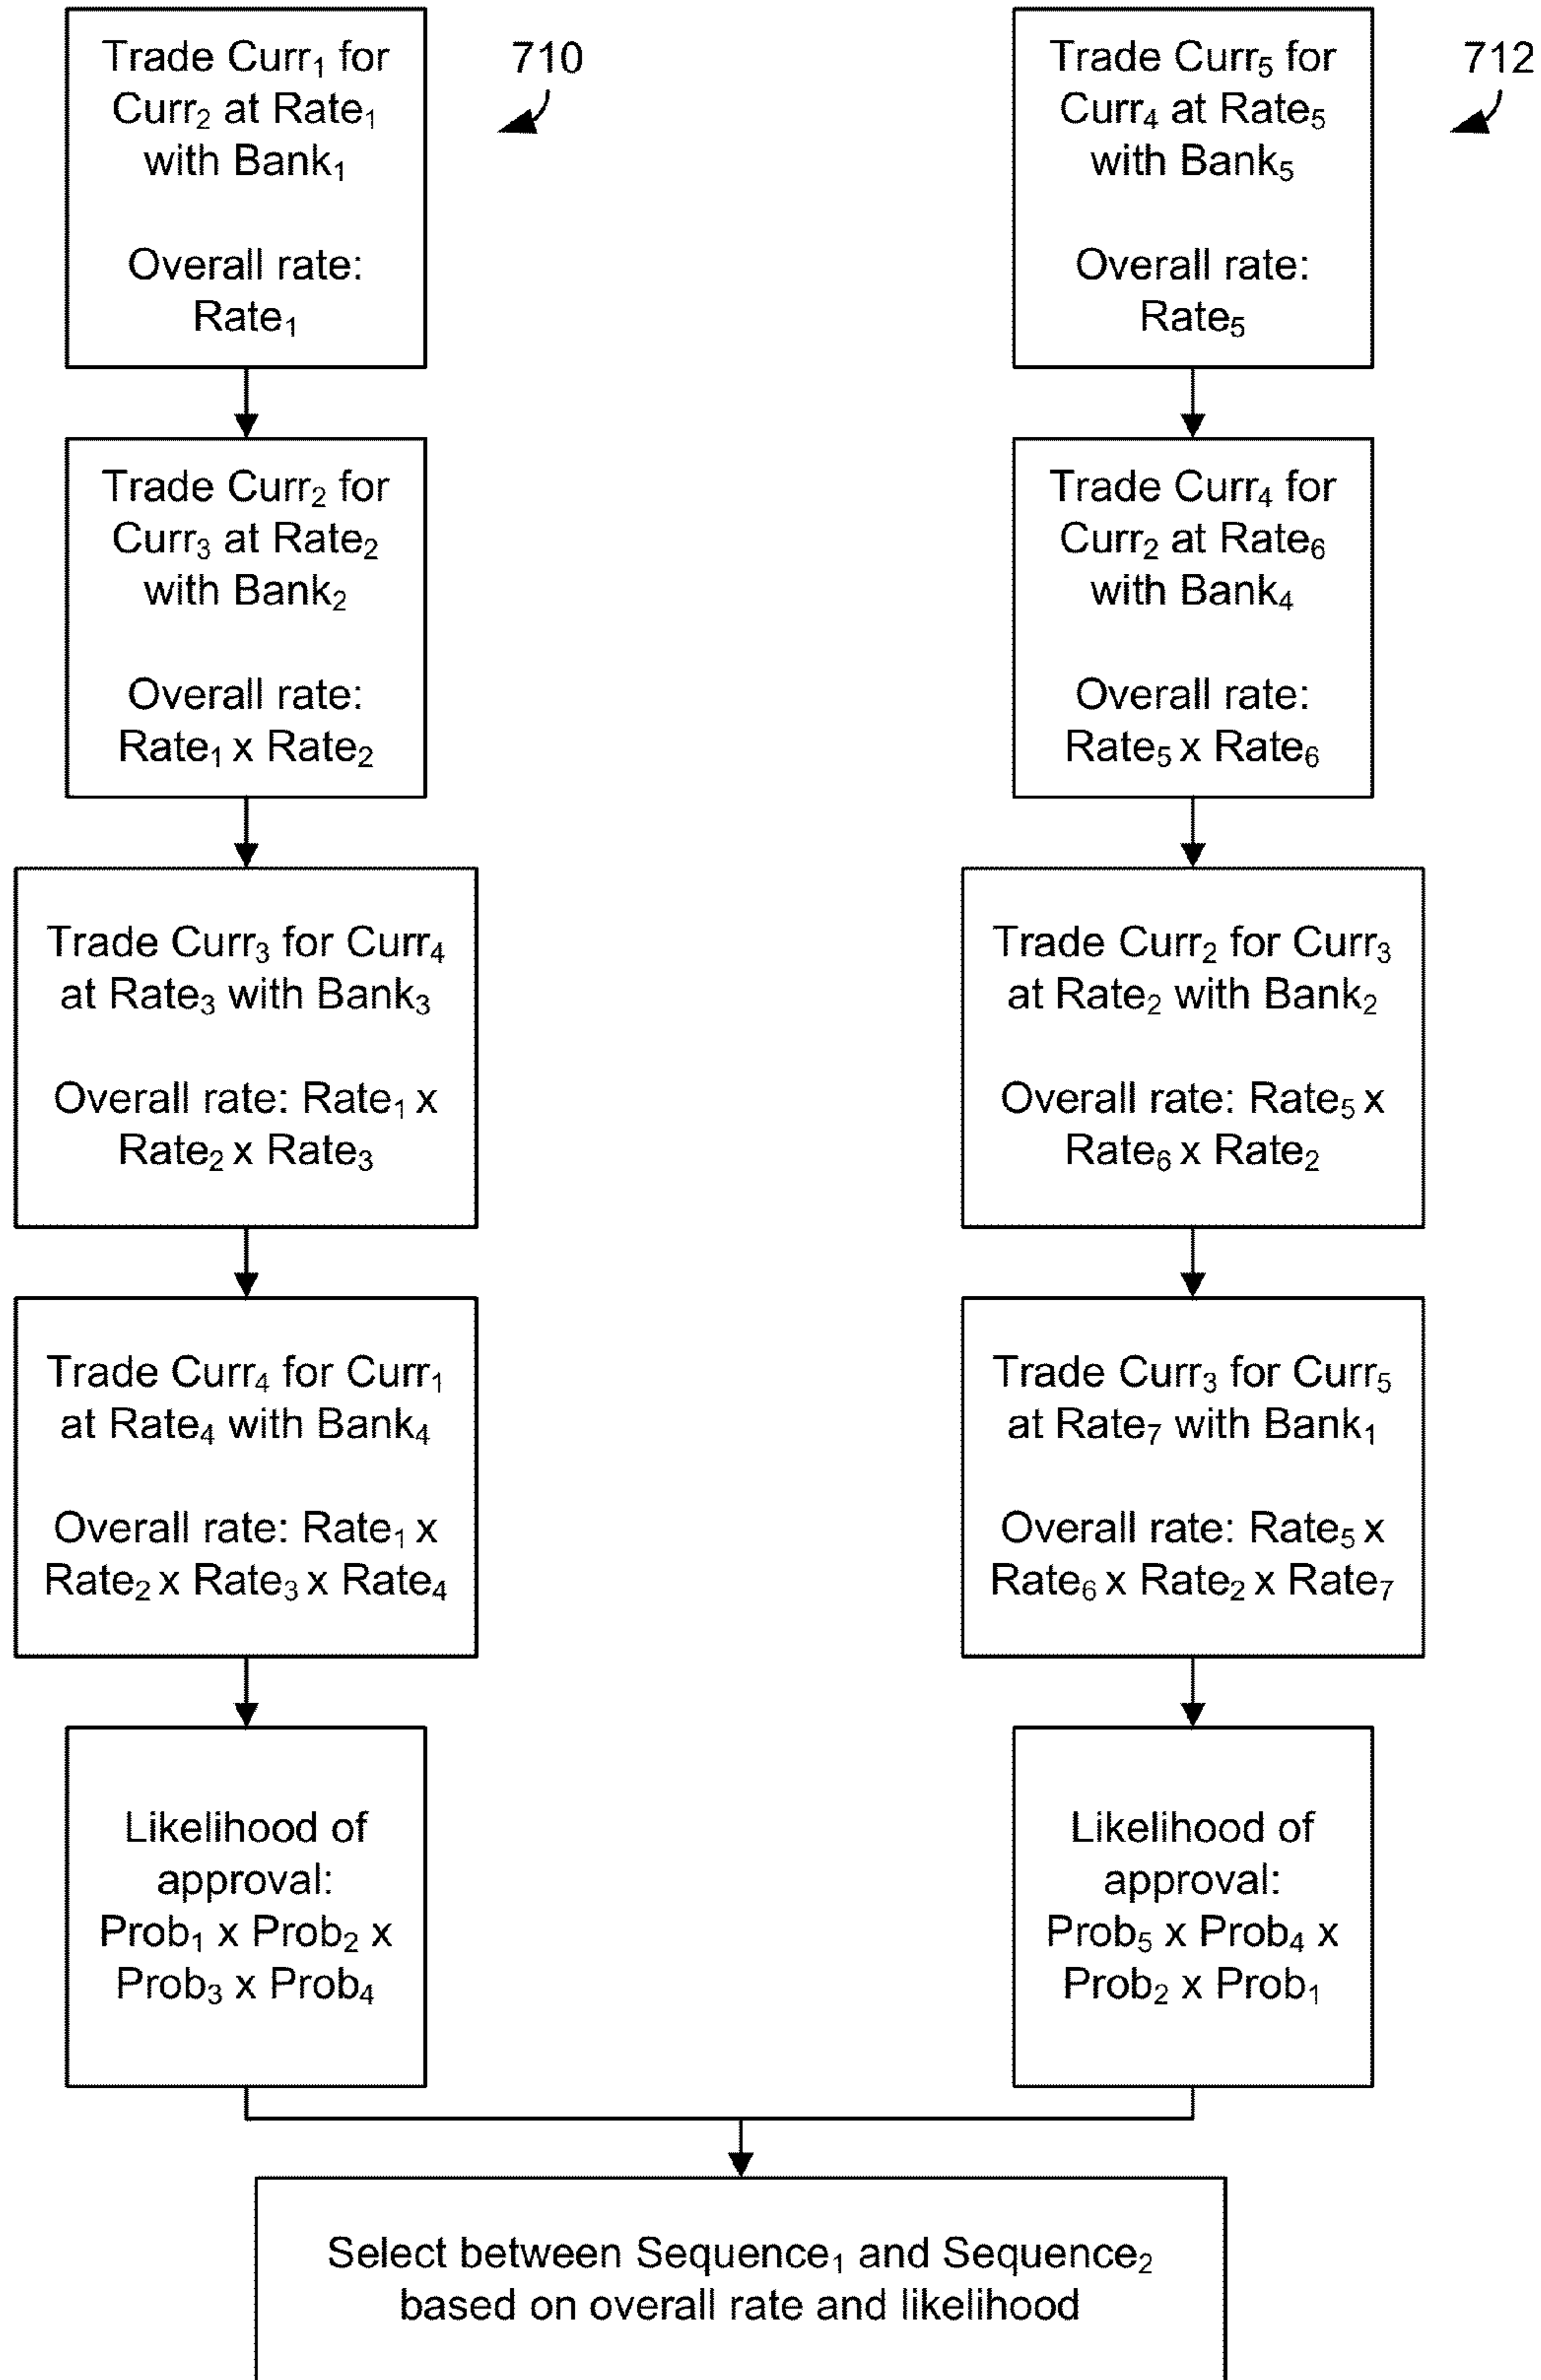 Trade Curr₁ for
Curr₂ at Rate₁
with Bank₁
Overall rate:
Rate₁
710
Trade Curr₂ for
Curr₃ at Rate₂
with Bank₂
Overall rate:
Rate₁ x Rate₂
Trade Curr₃ for Curr₄
at Rate₃ with Bank₃
Overall rate: Rate₁ x
Rate₂ x Rate₃
Trade Curr₄ for Curr₁
at Rate₄ with Bank₄
Overall rate: Rate₁ x
Rate₂ x Rate₃ x Rate₄
Likelihood of
approval:
Prob₁ x Prob₂ x
Prob₃ x Prob₄
Trade Curr₅ for
Curr₄ at Rate₅
with Bank₅
Overall rate:
Rate₅
712
Trade Curr₄ for
Curr₂ at Rate₆
with Bank₄
Overall rate:
Rate₅ x Rate₆
Trade Curr₂ for Curr₃
at Rate₂ with Bank₂
Overall rate: Rate₅ x
Rate₆ x Rate₂
Trade Curr₃ for Curr₅
at Rate₇ with Bank₁
Overall rate: Rate₅ x
Rate₆ x Rate₂ x Rate₇
Likelihood of
approval:
Prob₅ x Prob₄ x
Prob₂ x Prob₁
Select between Sequence₁ and Sequence₂
based on overall rate and likelihood